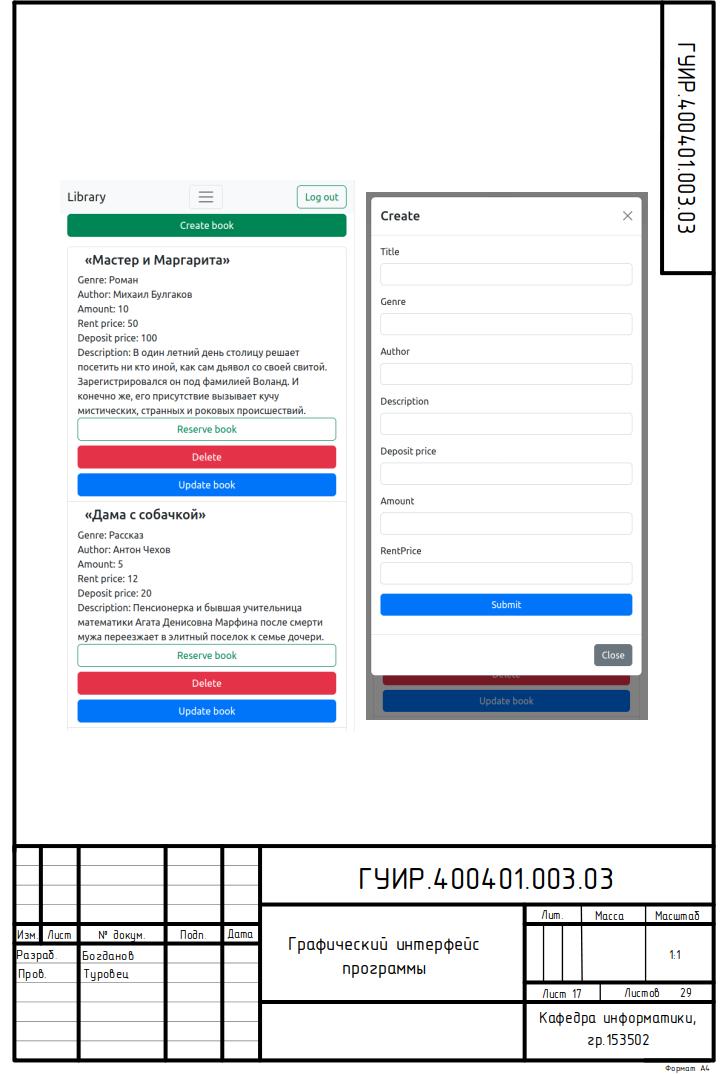 ГУИР.400401.003.03
Library
Log out
Create book
«Мастер и Маргарита»
Genre: Роман
Author: Михаил Булгаков
Amount: 10
Rent price: 50
Deposit price: 100
Description: В один летний день столицу решает
посетить ни кто иной, как сам дьявол со своей свитой.
Зарегистрировался он под фамилией Воланд. И
конечно же, его присутствие вызывает кучу
мистических, странных и роковых происшествий.
Reserve book
Delete
Update book
«Дама с собачкой»
Genre: Рассказ
Author: Антон Чехов
Amount: 5
Rent price: 12
Deposit price: 20
Description: Пенсионерка и бывшая учительница
математики Агата Денисовна Марфина после смерти
мужа переезжает в элитный поселок к семье дочери.
Reserve book
Delete
Update book
Create
Title
Genre
Author
Description
Deposit price
Amount
RentPrice
Submit
Close
Delete
Update book
ГУИР.400401.003.03
Изм. Лист № докум. Подп. Дата
Разраб. Богданов
Пров. Туровец
Графический интерфейс
программы
Лит. Масса Масштаб
1:1
Лист 17 Листов 29
Кафедра информатики,
гр.153502
Формат А4